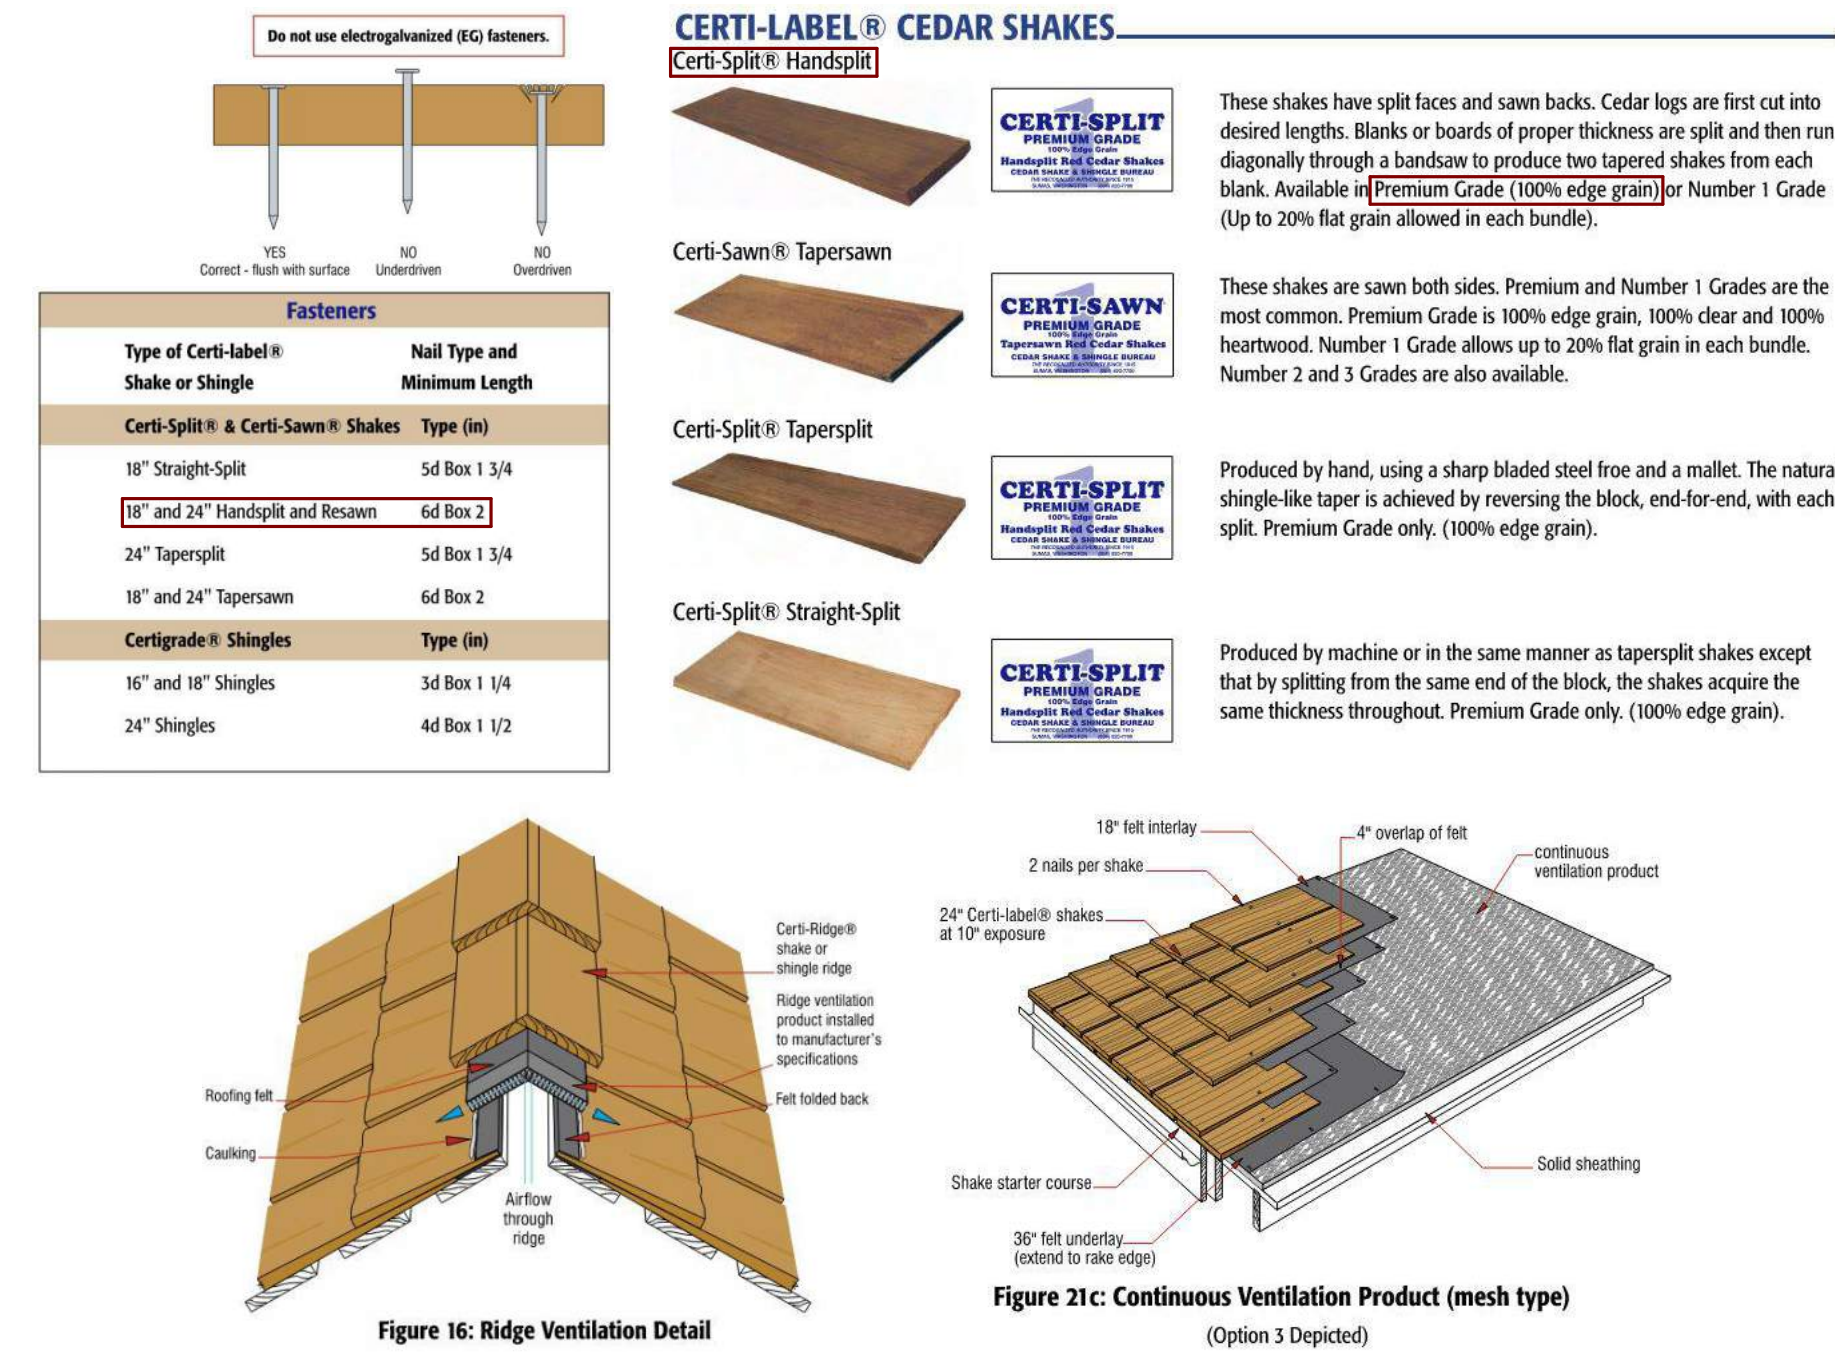 Do not use electrogalvanized (EG) fasteners.
YES
Correct - flush with surface
NO
Underdriven
NO
Overdriven
Fasteners
Type of Certi-label®
Shake or Shingle
Nail Type and
Minimum Length
Certi-Split® & Certi-Sawn® Shakes Type (in)
18" Straight-Split 5d Box 1 3/4
18" and 24" Handsplit and Resawn 6d Box 2
24" Tapersplit 5d Box 1 3/4
18" and 24" Tapersawn 6d Box 2
Certigrade® Shingles Type (in)
16" and 18" Shingles 3d Box 1 1/4
24" Shingles 4d Box 1 1/2
CERTI-LABEL® CEDAR SHAKES
Certi-Split® Handsplit
1
CERTI-SPLIT
PREMIUM GRADE
100% Edge Grain
Handsplit Red Cedar Shakes
CEDAR SHAKE & SHINGLE BUREAU
These shakes have split faces and sawn backs. Cedar logs are first cut into
desired lengths. Blanks or boards of proper thickness are split and then run
diagonally through a bandsaw to produce two tapered shakes from each
blank. Available in Premium Grade (100% edge grain) or Number 1 Grade
(Up to 20% flat grain allowed in each bundle).
Certi-Sawn® Tapersawn
1
CERTI-SAWN
PREMIUM GRADE
100% Edge Grain
Tapersawn Red Cedar Shakes
CEDAR SHAKE & SHINGLE BUREAU
These shakes are sawn both sides. Premium and Number 1 Grades are the
most common. Premium Grade is 100% edge grain, 100% clear and 100%
heartwood. Number 1 Grade allows up to 20% flat grain in each bundle.
Number 2 and 3 Grades are also available.
Certi-Split® Tapersplit
1
CERTI-SPLIT
PREMIUM GRADE
100% Edge Grain
Handsplit Red Cedar Shakes
CEDAR SHAKE & SHINGLE BUREAU
Produced by hand, using a sharp bladed steel froe and a mallet. The natura
shingle-like taper is achieved by reversing the block, end-for-end, with each
split. Premium Grade only. (100% edge grain).
Certi-Split® Straight-Split
1
CERTI-SPLIT
PREMIUM GRADE
100% Edge Grain
Handsplit Red Cedar Shakes
CEDAR SHAKE & SHINGLE BUREAU
Produced by machine or in the same manner as tapersplit shakes except
that by splitting from the same end of the block, the shakes acquire the
same thickness throughout. Premium Grade only. (100% edge grain).
Certi-Ridge®
shake or
shingle ridge
Ridge ventilation
product installed
to manufacturer's
specifications
Felt folded back
Roofing felt
Caulking
Airflow
through
ridge
Figure 16: Ridge Ventilation Detail
18" felt interlay
4" overlap of felt
2 nails per shake
continuous
ventilation product
24" Certi-label® shakes
at 10" exposure
Shake starter course
Solid sheathing
36" felt underlay
(extend to rake edge)
Figure 21c: Continuous Ventilation Product (mesh type)
(Option 3 Depicted)